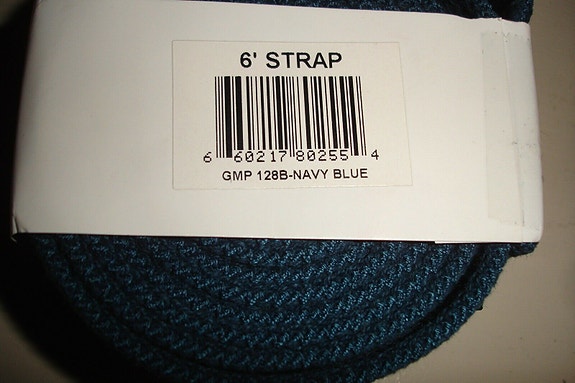 6' STRAP
6 60217 80255 4
GMP 128B-NAVY BLUE